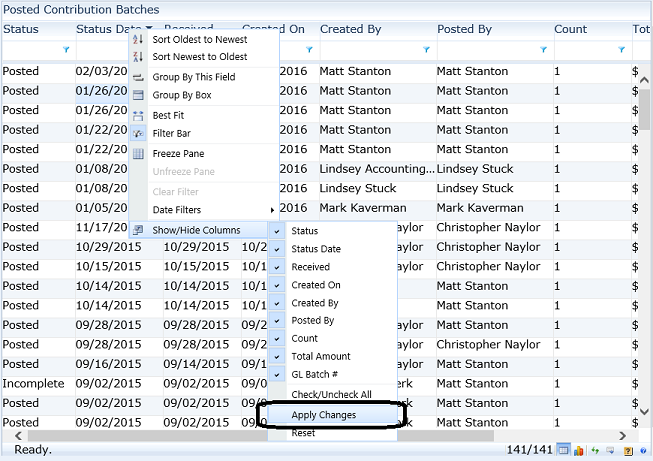 Posted Contribution Batches
Status Status Date Received Created On Created By Posted By Count Tot
Posted 02/03/20 2016 Matt Stanton Matt Stanton 1 $
Sort Oldest to Newest
Sort Newest to Oldest
Group By This Field
Group By Box
Best Fit
Filter Bar
Freeze Pane
Unfreeze Pane
Clear Filter
Date Filters
Show/Hide Columns
Posted 01/26/20 2016 Matt Stanton Matt Stanton 1 $
Posted 01/26/20 2016 Matt Stanton Matt Stanton 1 $
Posted 01/22/20 2016 Matt Stanton Matt Stanton 1 $
Posted 01/22/20 2016 Matt Stanton Matt Stanton 1 $
Posted 01/08/20 2016 Lindsey Accounting... Lindsey Stuck 1 $
Posted 01/08/20 2016 Lindsey Stuck Lindsey Stuck 1 $
Posted 01/05/20 2016 Mark Kaverman Mark Kaverman 1 $
Posted 11/17/20 aylor Christopher Naylor 1 $
Posted 10/29/2015 10/29/2015 10/2 aylor Christopher Naylor 1 $
Posted 10/15/2015 10/15/2015 10/1 aylor Christopher Naylor 1 $
Posted 10/14/2015 10/14/2015 10/1 Matt Stanton 1 $
Posted 10/14/2015 10/14/2015 10/1 Matt Stanton 1 $
Posted 09/28/2015 09/28/2015 09/2 aylor Matt Stanton 1 $
Posted 09/28/2015 09/28/2015 09/2 aylor Christopher Naylor 1 $
Posted 09/16/2015 09/14/2015 09/1 aylor Matt Stanton 1 $
Incomplete 09/02/2015 09/02/2015 09/0 erk Matt Stanton 1 $
Posted 09/02/2015 09/02/2015 09/0 Matt Stanton 1 $
Posted 09/02/2015 09/02/2015 09/0 erk Matt Stanton 1 $
Status
Status Date
Received
Created On
Created By
Posted By
Count
Total Amount
GL Batch #
Check/Uncheck All
Apply Changes
Reset
Ready. 141/141